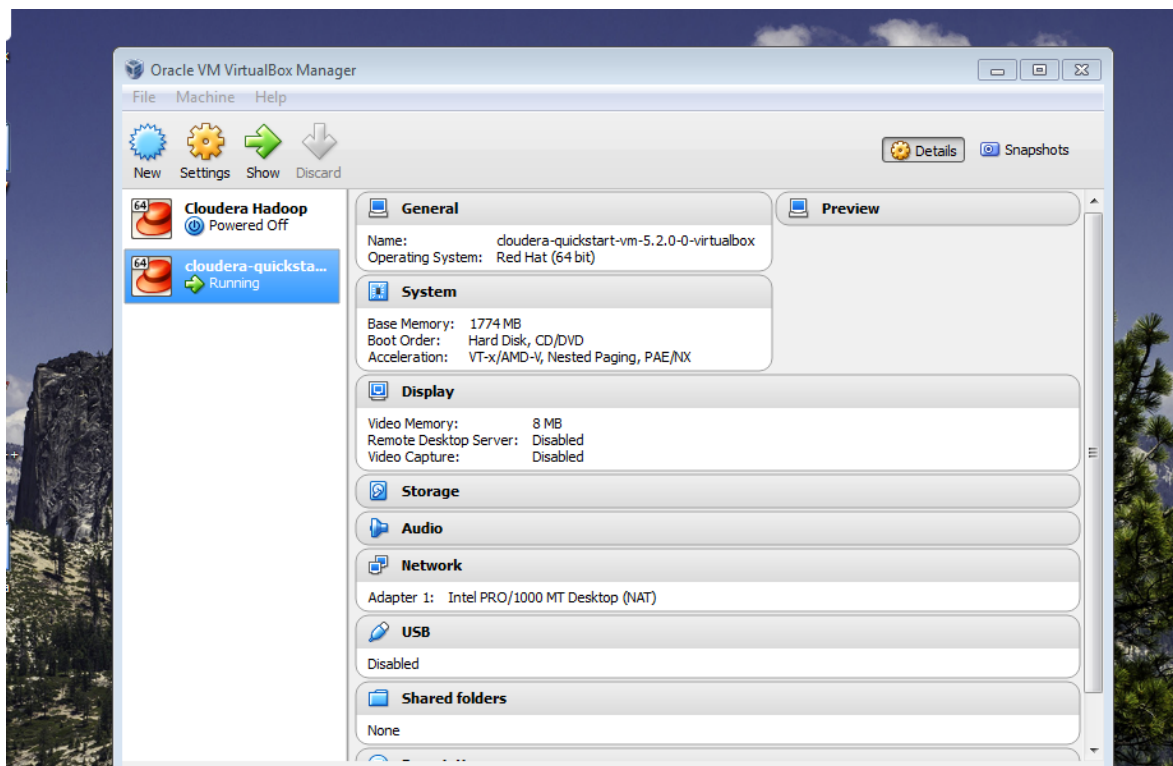 Oracle VM VirtualBox Manager
File Machine Help
New Settings Show Discard
Details Snapshots
64 Cloudera Hadoop
Powered Off
64 cloudera-quicksta...
Running
General
Name: cloudera-quickstart-vm-5.2.0-0-virtualbox
Operating System: Red Hat (64 bit)
Preview
System
Base Memory: 1774 MB
Boot Order: Hard Disk, CD/DVD
Acceleration: VT-x/AMD-V, Nested Paging, PAE/NX
Display
Video Memory: 8 MB
Remote Desktop Server: Disabled
Video Capture: Disabled
Storage
Audio
Network
Adapter 1: Intel PRO/1000 MT Desktop (NAT)
USB
Disabled
Shared folders
None